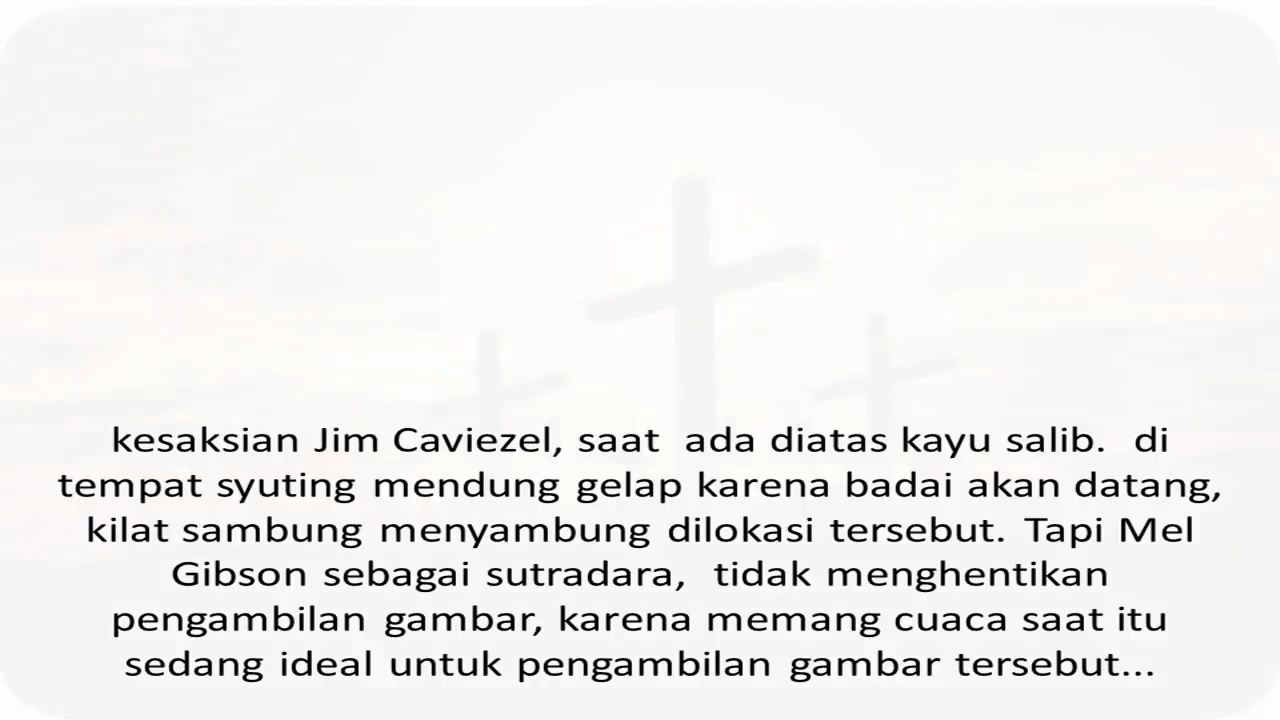 kesaksian Jim Caviezel, saat ada diatas kayu salib. di
tempat syuting mendung gelap karena badai akan datang,
kilat sambung menyambung dilokasi tersebut. Tapi Mel
Gibson sebagai sutradara, tidak menghentikan
pengambilan gambar, karena memang cuaca saat itu
sedang ideal untuk pengambilan gambar tersebut...